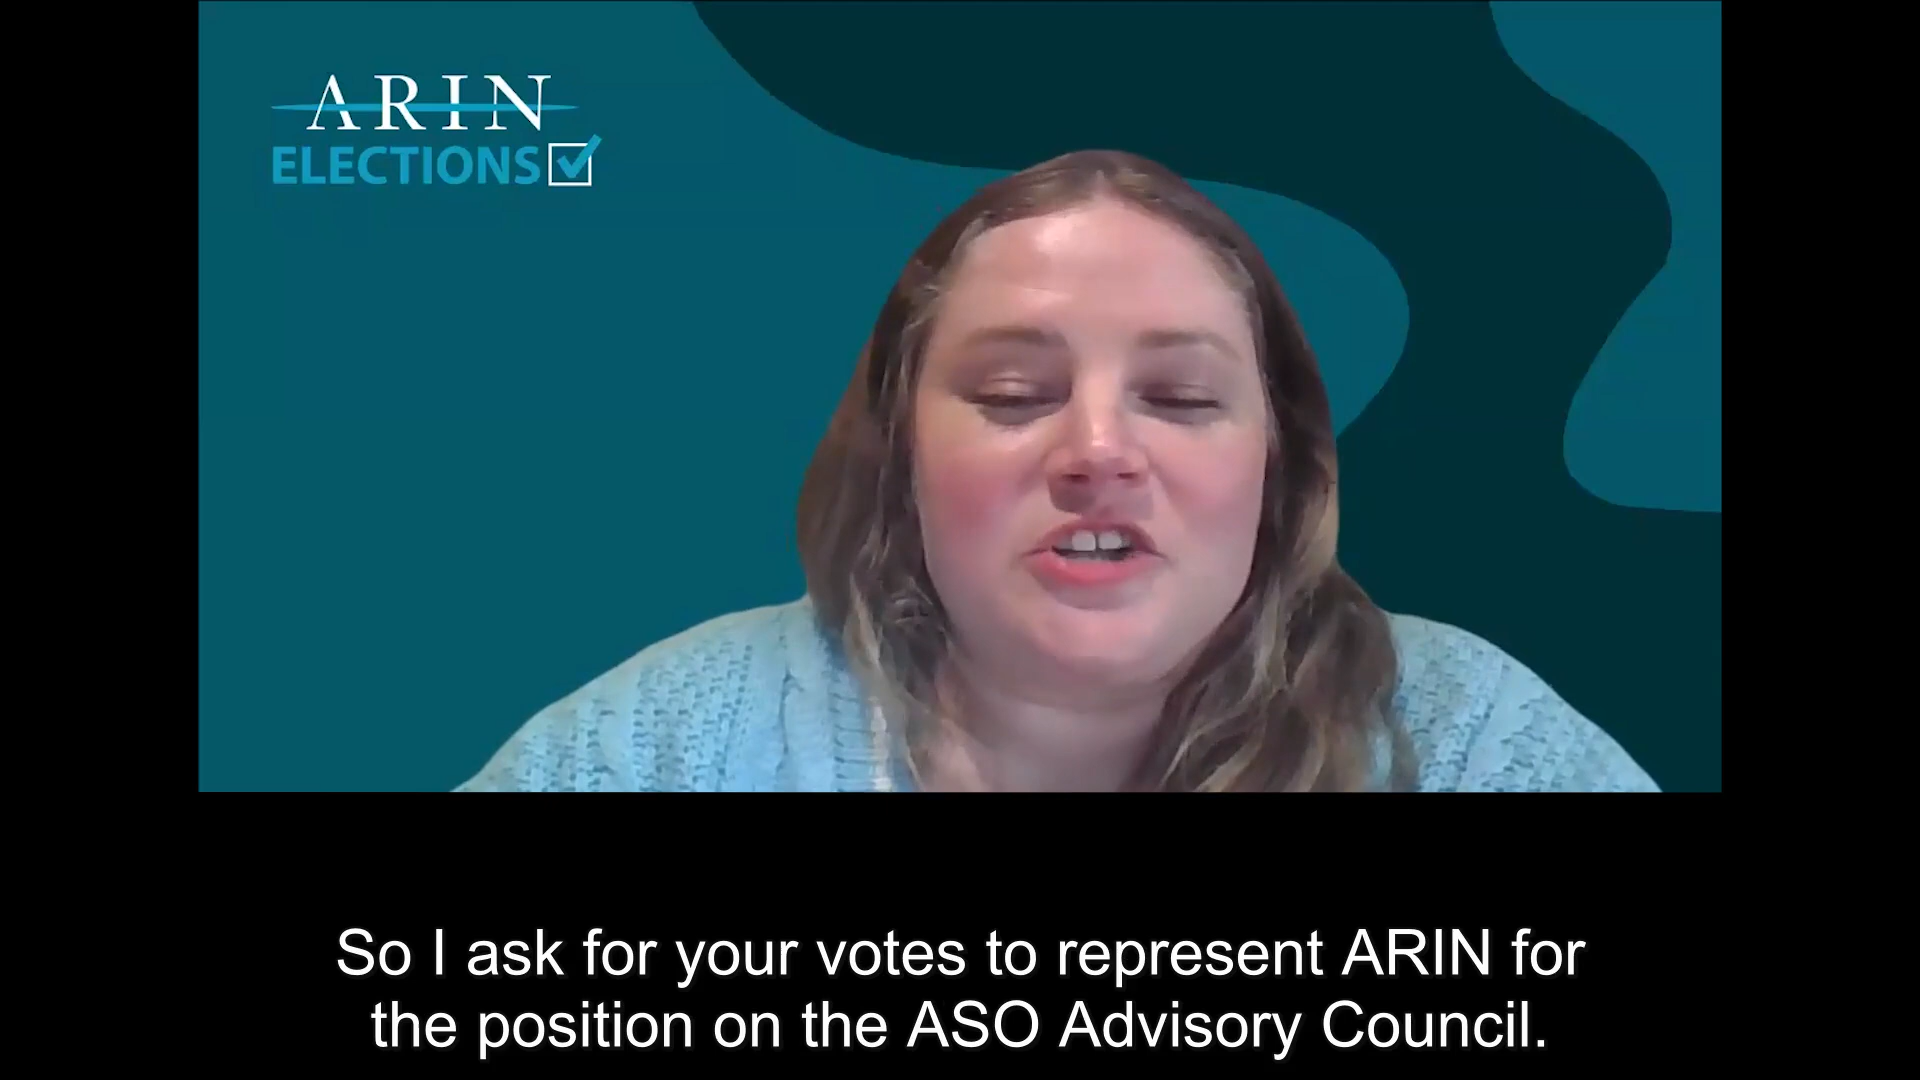 ARIN
ELECTIONS
So I ask for your votes to represent ARIN for
the position on the ASO Advisory Council.